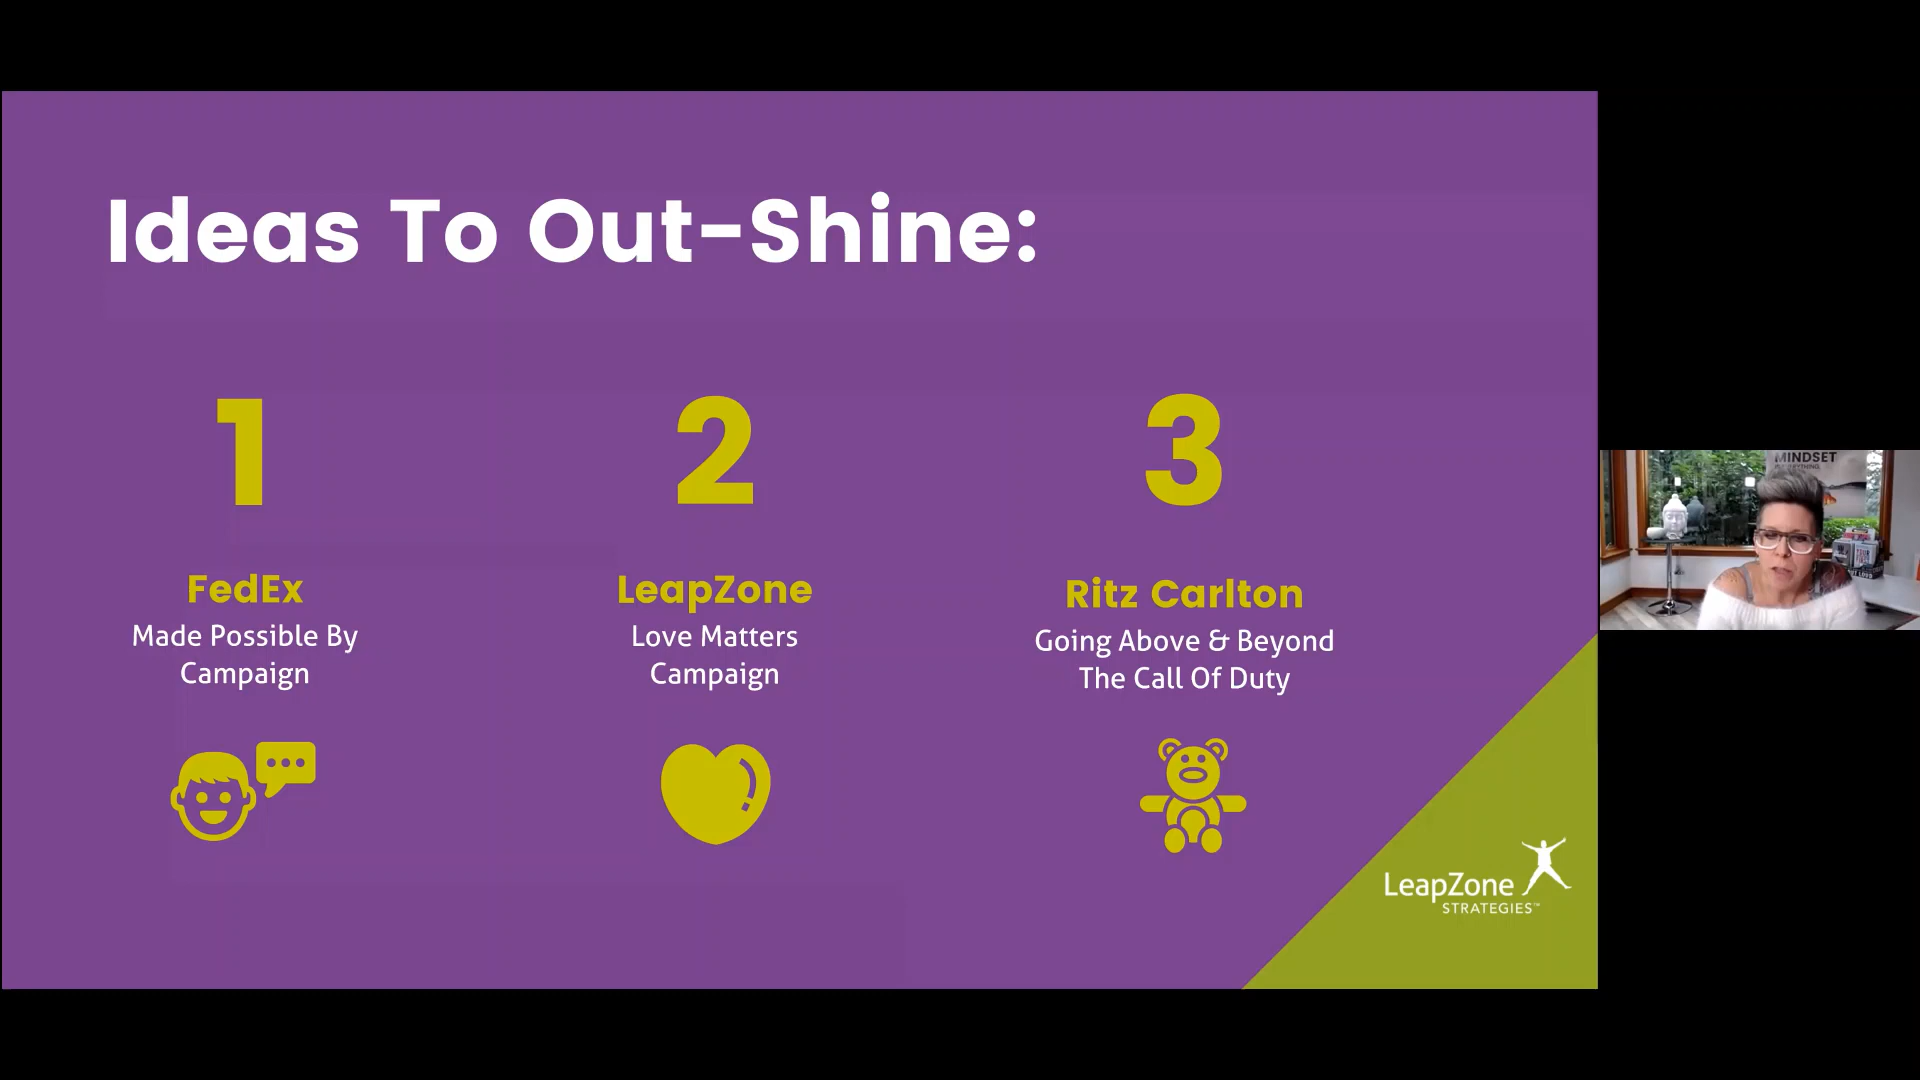 Ideas To Out-Shine:
1
FedEx
Made Possible By
Campaign
2
LeapZone
Love Matters
Campaign
3
Ritz Carlton
Going Above & Beyond
The Call Of Duty
LeapZone
STRATEGIES™
MINDSET